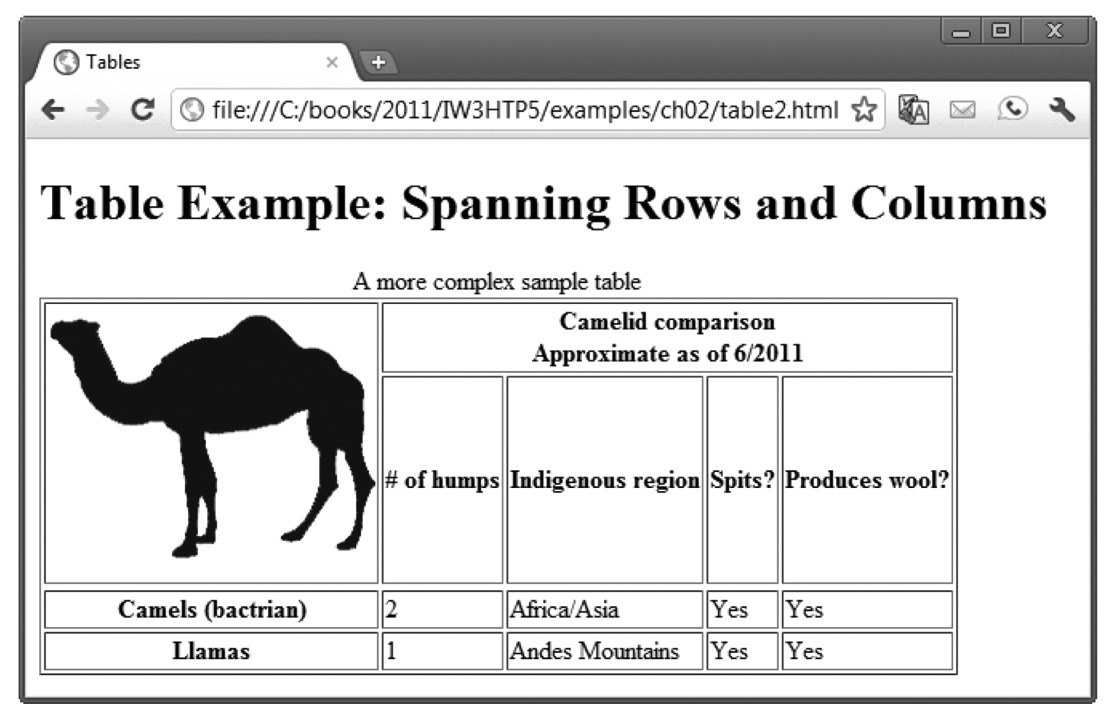 Tables
file:///C:/books/2011/IW3HTP5/examples/ch02/table2.html
Table Example: Spanning Rows and Columns
A more complex sample table
Camelid comparison
Approximate as of 6/2011
# of humps Indigenous region Spits? Produces wool?
Camels (bactrian) 2 Africa/Asia Yes Yes
Llamas 1 Andes Mountains Yes Yes